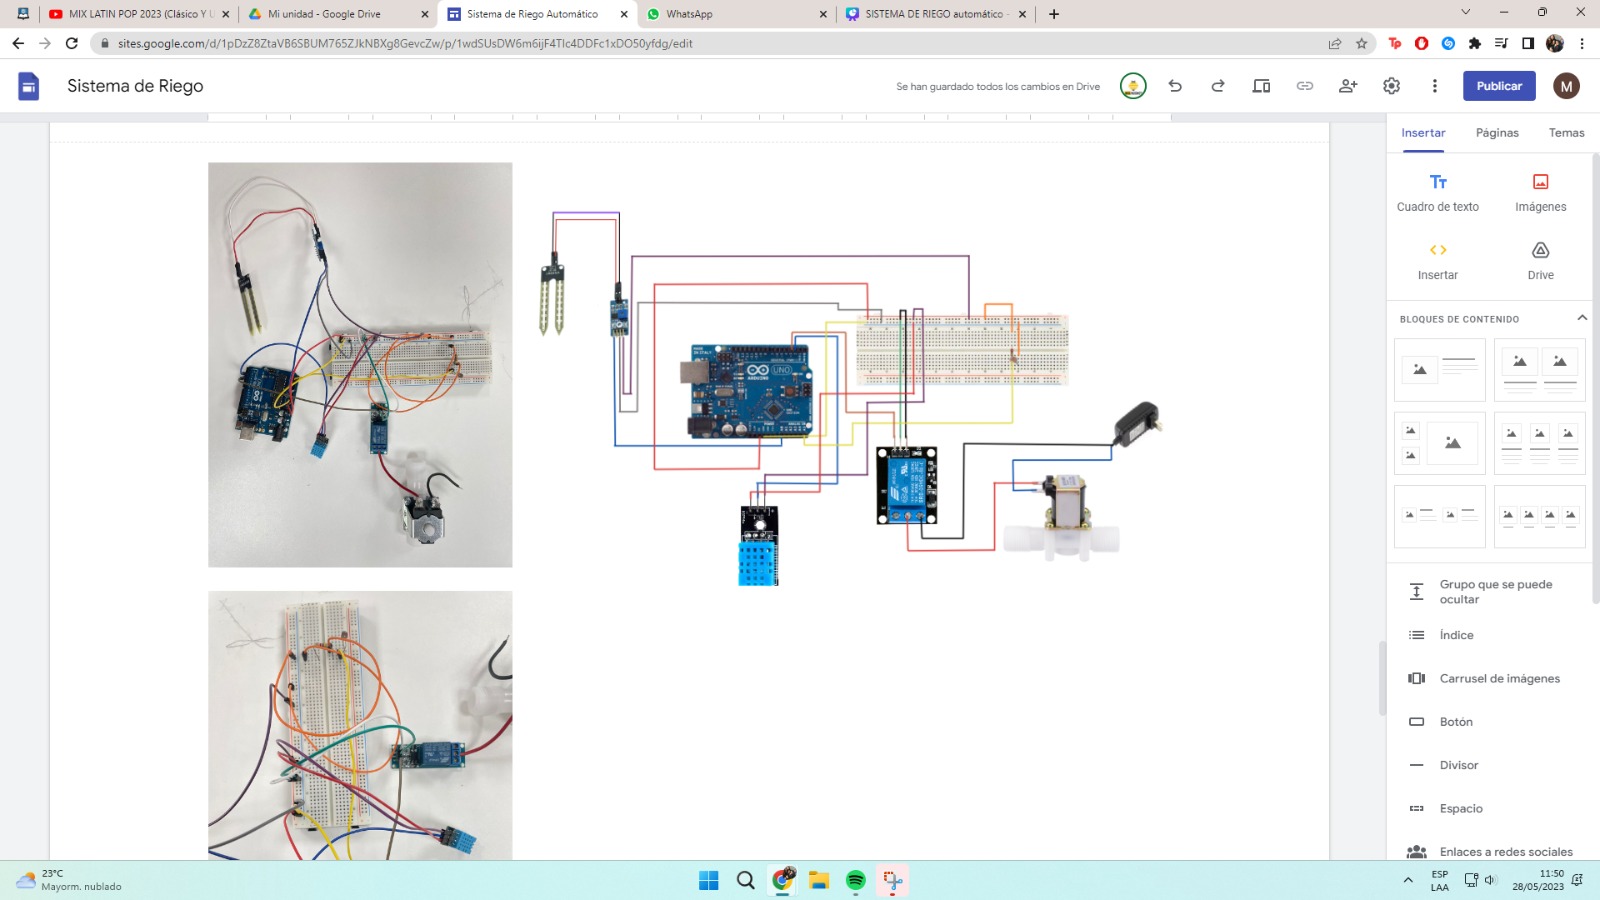 MIX LATIN POP 2023 (Clásico Y U
Mi unidad - Google Drive
Sistema de Riego Automático
WhatsApp
SISTEMA DE RIEGO automático -
sites.google.com/d/1pDzZ8ZtaVB6SBUM765ZJkNBXg8GevcZw/p/1wdSUsDW6m6ijF4TIc4DDFc1xDO50yfdg/edit
Sistema de Riego
Se han guardado todos los cambios en Drive
Publicar
M
Insertar
Páginas
Temas
Cuadro de texto
Imágenes
Insertar
Drive
BLOQUES DE CONTENIDO
UNO
ARDUINO
Grupo que se puede
ocultar
Índice
Carrusel de imágenes
Botón
Divisor
Espacio
Enlaces a redes sociales
23°C
Mayorm. nublado
ESP
LAA
11:50
28/05/2023